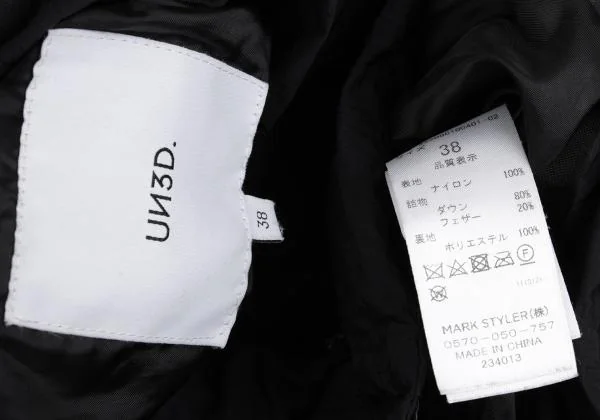 UN3D.
38
38
品質表示
表地 ナイロン 100%
詰物 ダウン 80%
フェザー 20%
裏地 ポリエステル 100%
MARK STYLER(株)
0570-050-757
MADE IN CHINA
234013